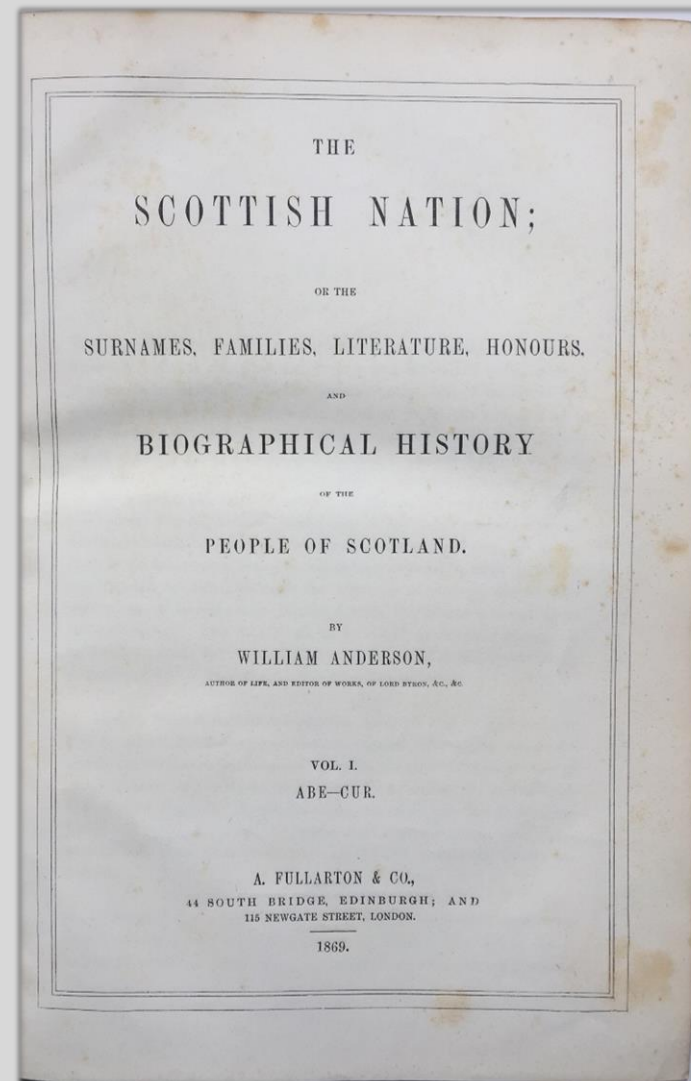 THE
SCOTTISH NATION;
OR THE
SURNAMES, FAMILIES, LITERATURE, HONOURS,
AND
BIOGRAPHICAL HISTORY
OF THE
PEOPLE OF SCOTLAND.
BY
WILLIAM ANDERSON,
AUTHOR OF LIFE, AND EDITOR OF WORKS, OF LORD BYRON, &C., &C.
VOL. I.
ABE—CUR.
A. FULLARTON & CO.,
44 SOUTH BRIDGE, EDINBURGH; AND
115 NEWGATE STREET, LONDON.
1869.